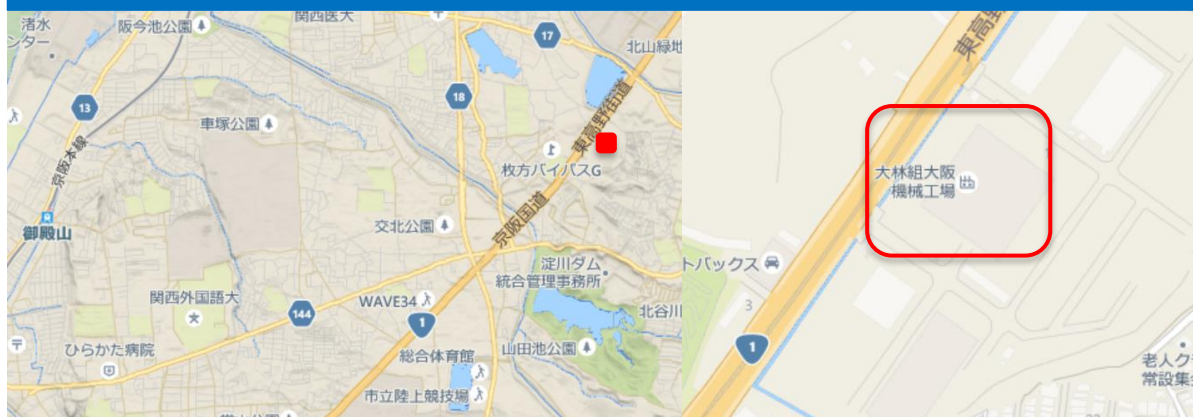 渚水
ンター
阪今池公園
関西医大
17
北山緑地
13
18
東高野街道
車塚公園
京阪本線
枚方バイパスG
御殿山
交北公園
京阪国道
淀川ダム
統合管理事務所
関西外国語大
144
WAVE34
1
北谷川
ひらかた病院
総合体育館
山田池公園
市立陸上競技場
東高野
大林組大阪
機械工場
トバックス
3
1
老人ク
常設集会